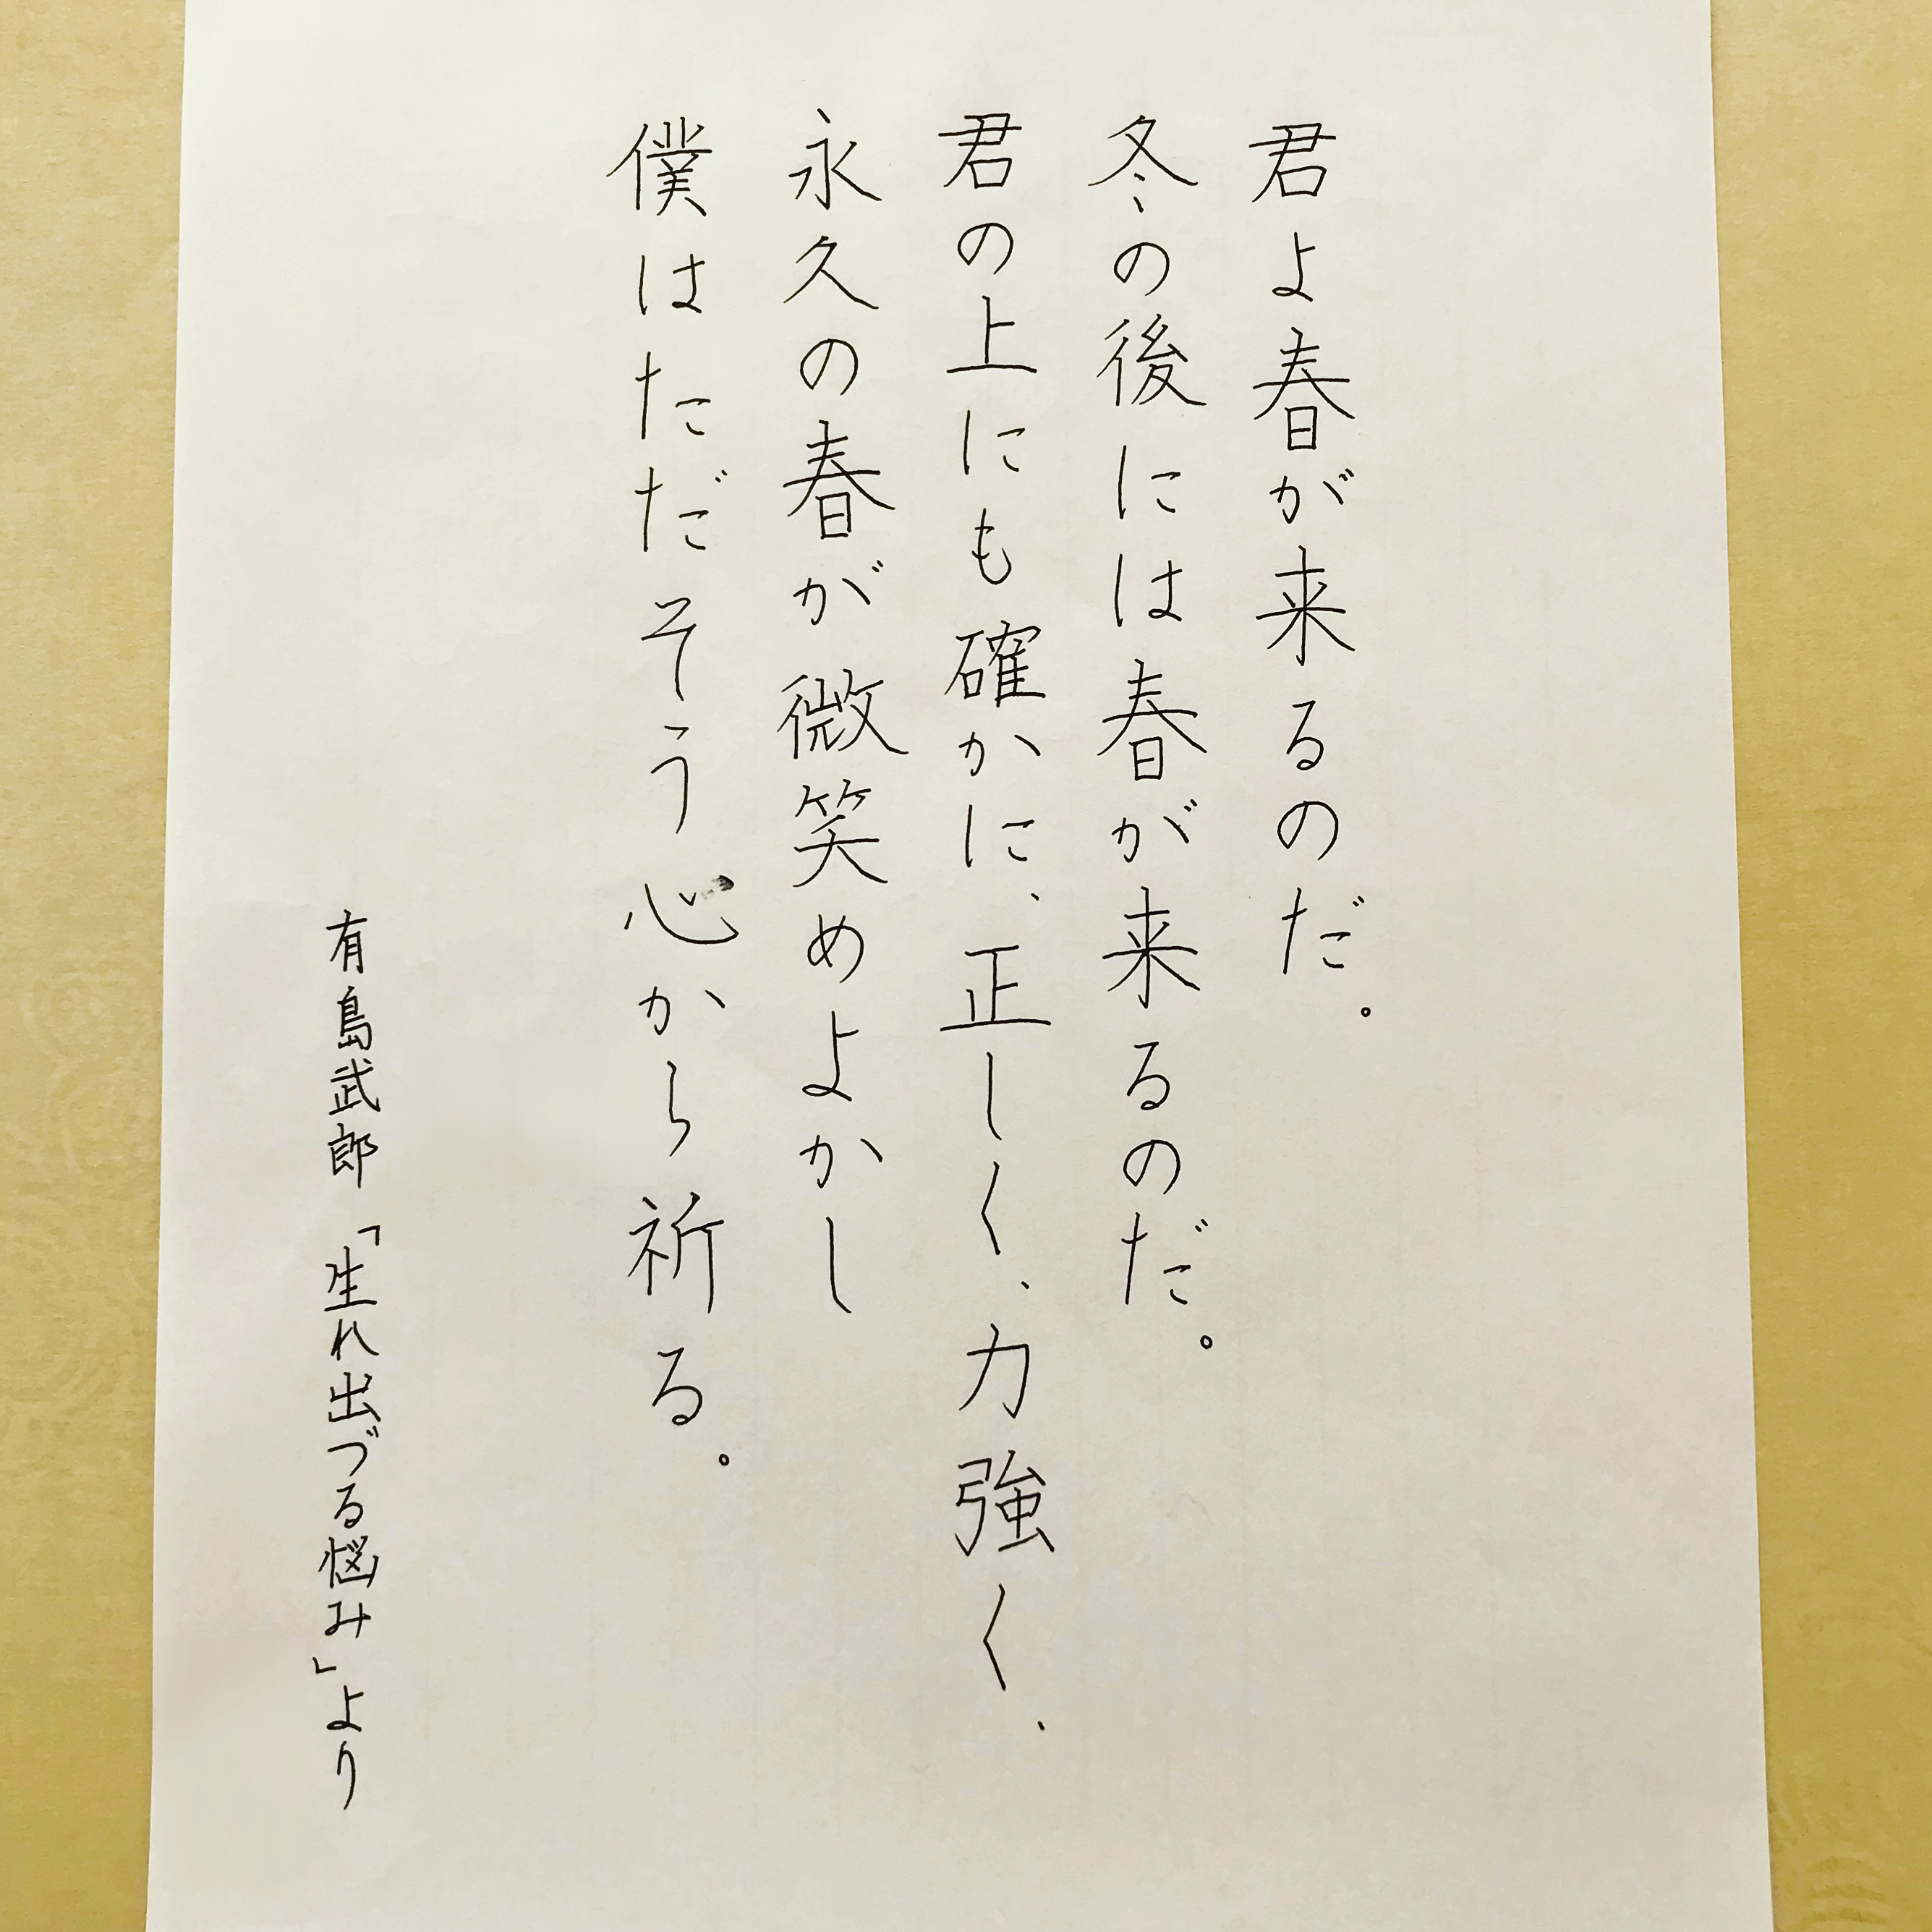 君よ春が来るのだ。
冬の後には春が来るのだ。
君の上にも確かに、正しく、力強く、
永久の春が微笑めよかし
僕はただそう心から祈る。
有島武郎「生れ出づる悩み」より